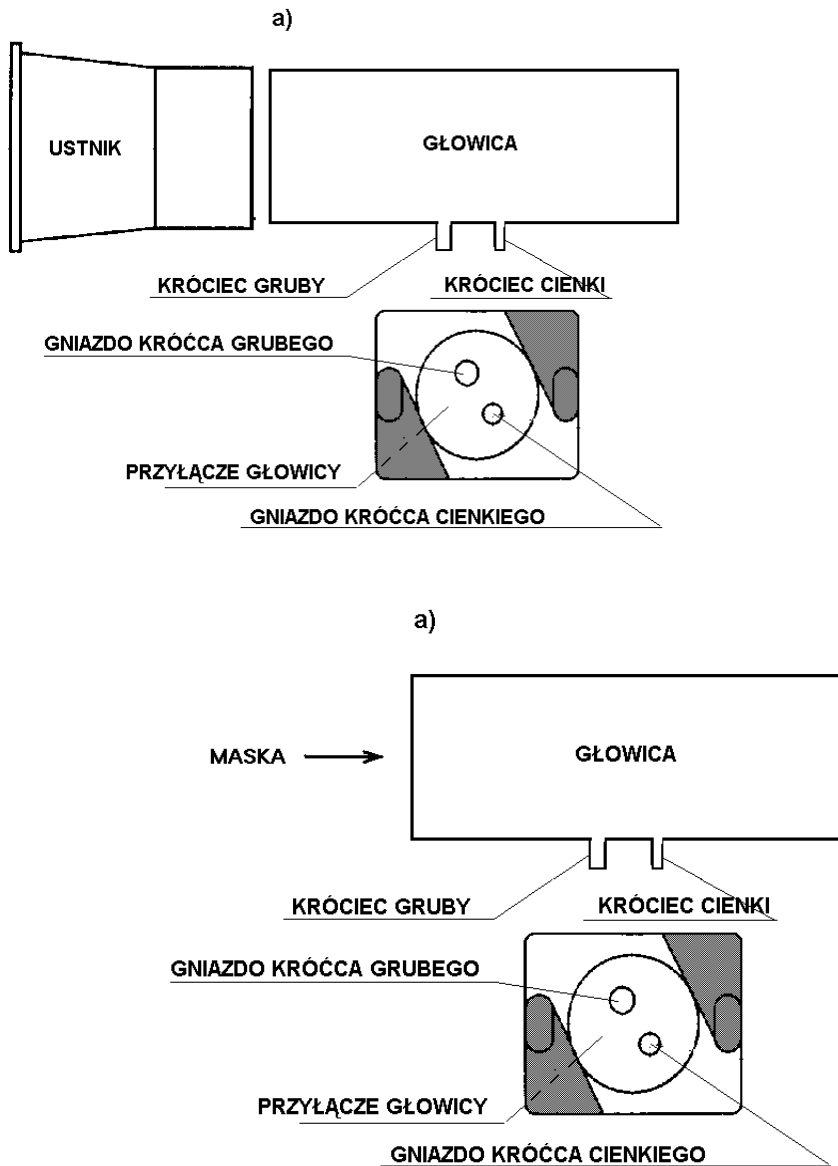 a)
USTNIK
GŁOWICA
KRÓCIEC GRUBY
KRÓCIEC CIENKI
GNIAZDO KRÓĆCA GRUBEGO
PRZYŁĄCZE GŁOWICY
GNIAZDO KRÓĆCA CIENKIEGO
a)
MASKA
GŁOWICA
KRÓCIEC GRUBY
KRÓCIEC CIENKI
GNIAZDO KRÓĆCA GRUBEGO
PRZYŁĄCZE GŁOWICY
GNIAZDO KRÓĆCA CIENKIEGO